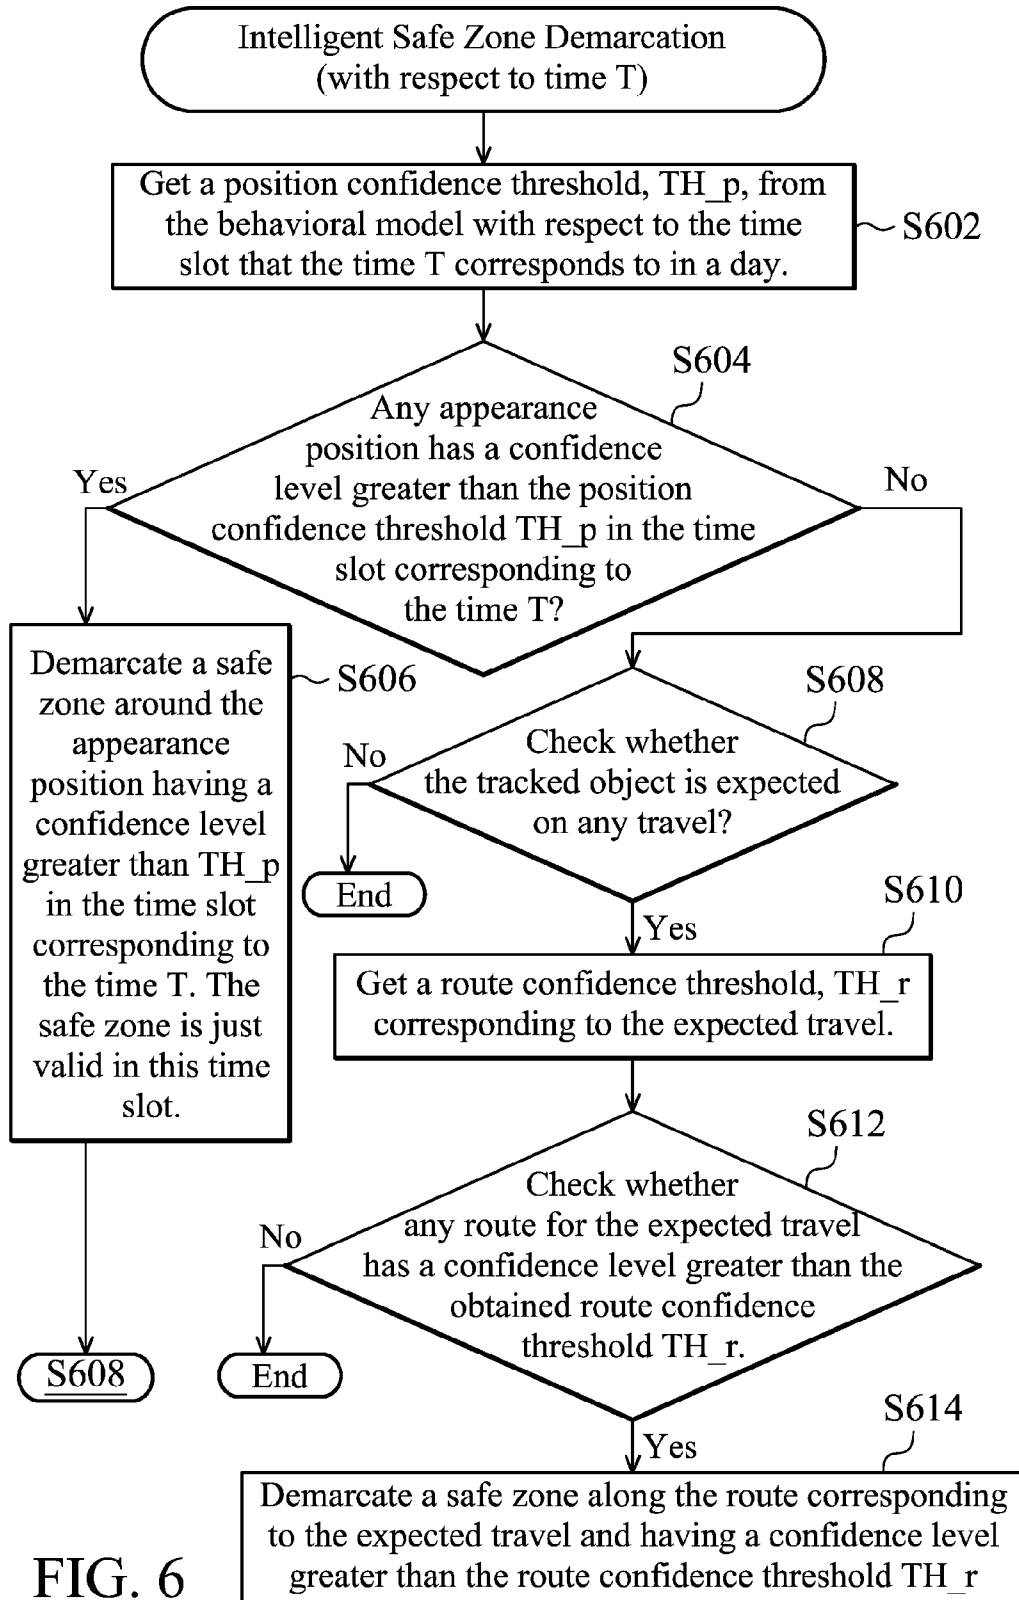 Intelligent Safe Zone Demarcation
(with respect to time T)
Get a position confidence threshold, TH_p, from
the behavioral model with respect to the time
slot that the time T corresponds to in a day.
S602
S604
Any appearance
position has a confidence
level greater than the position
confidence threshold TH_p in the time
slot corresponding to
the time T?
Yes
No
Demarcate a safe
zone around the
appearance
position having a
confidence level
greater than TH_p
in the time slot
corresponding to
the time T. The
safe zone is just
valid in this time
slot.
S606
S608
S608
Check whether
the tracked object is expected
on any travel?
No
End
Yes
S610
Get a route confidence threshold, TH_r
corresponding to the expected travel.
S612
Check whether
any route for the expected travel
has a confidence level greater than the
obtained route confidence
threshold TH_r.
No
End
Yes
S614
Demarcate a safe zone along the route corresponding
to the expected travel and having a confidence level
greater than the route confidence threshold TH_r
FIG. 6